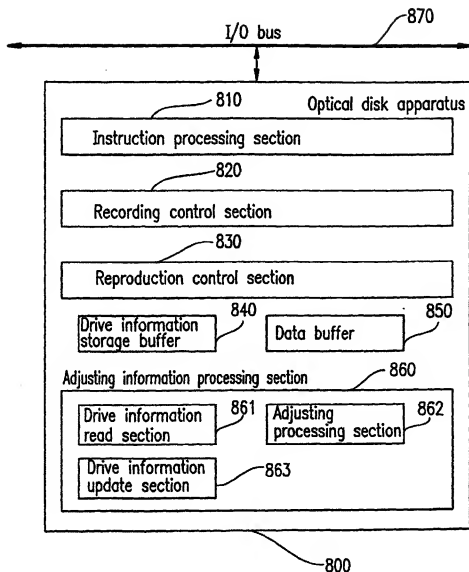 870
I/O bus
810
Optical disk apparatus
Instruction processing section
820
Recording control section
830
Reproduction control section
840
850
Drive information
storage buffer
Data buffer
Adjusting information processing section
860
Drive information
read section
861
Adjusting
processing section
862
Drive information
update section
863
800